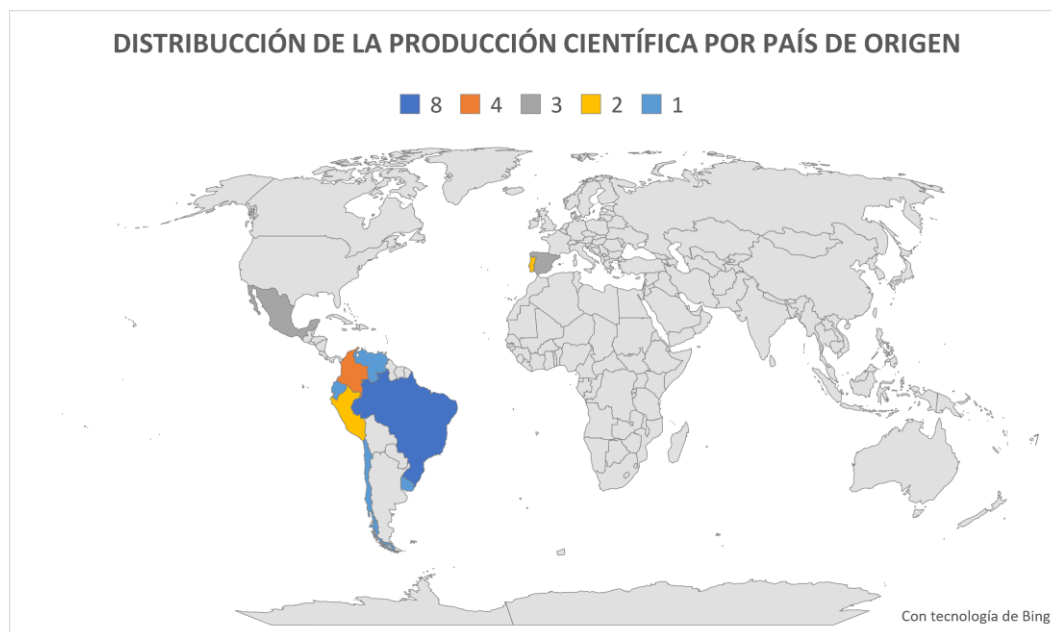 DISTRIBUCCIÓN DE LA PRODUCCIÓN CIENTÍFICA POR PAÍS DE ORIGEN
8 4 3 2 1
Con tecnología de Bing